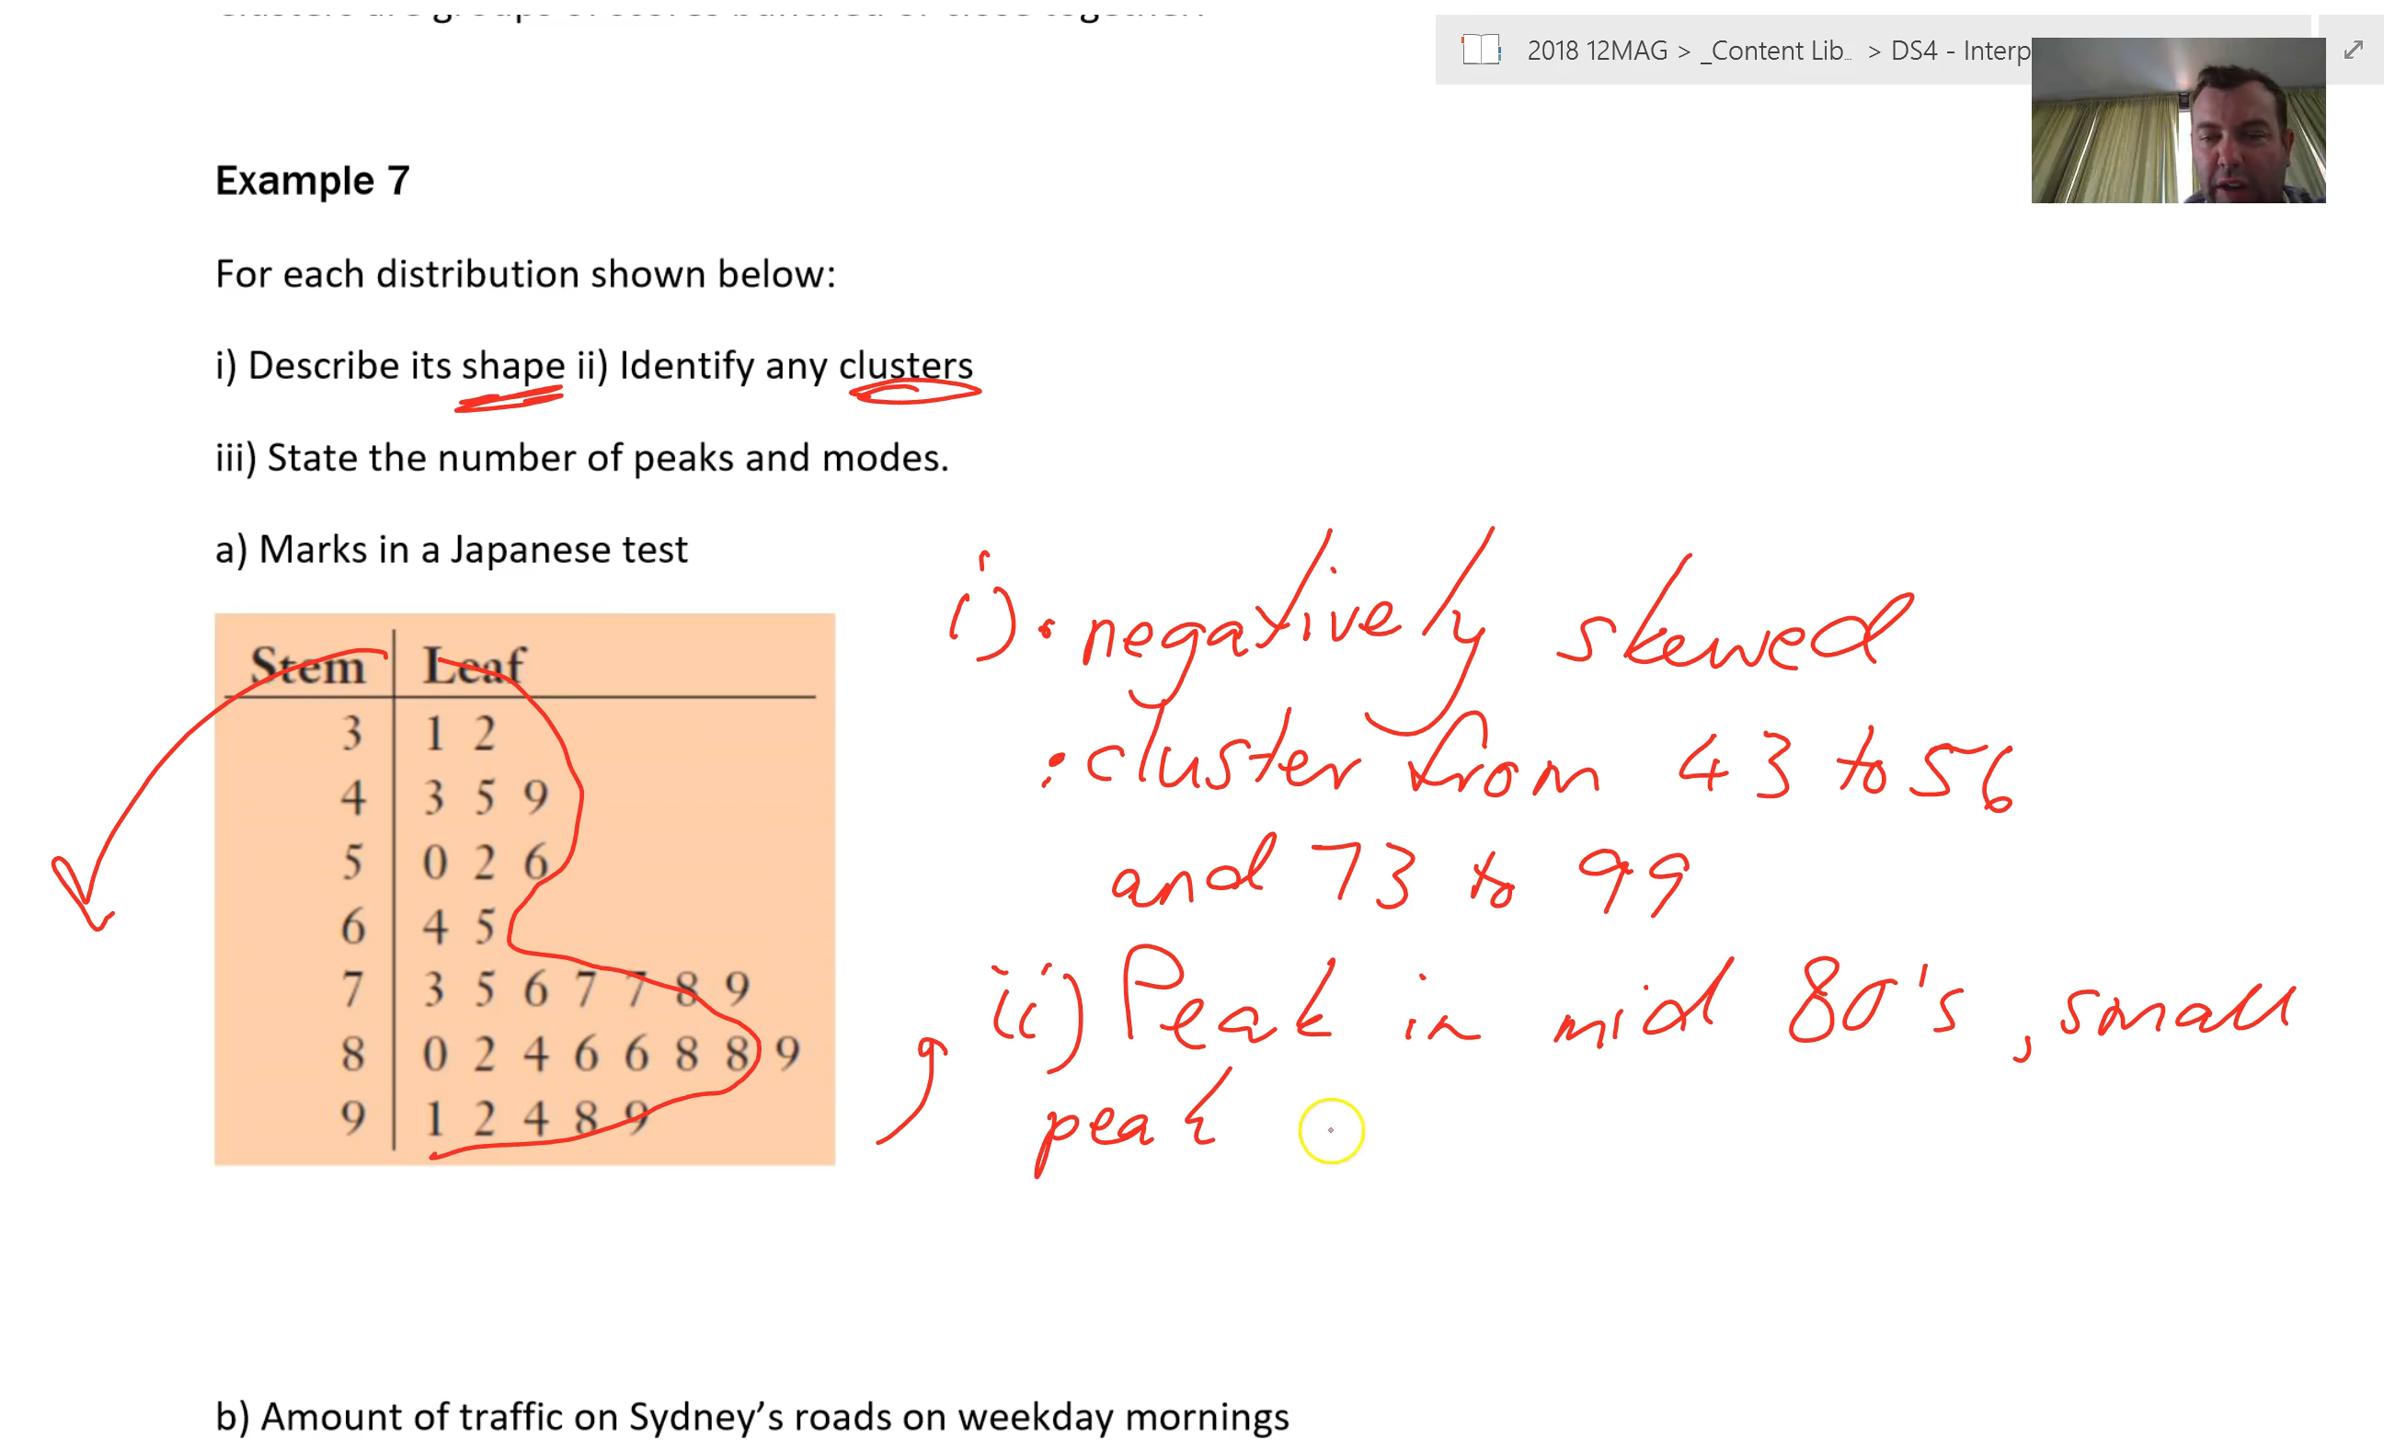 2018 12MAG > _Content Lib... > DS4 - Interp
Example 7
For each distribution shown below:
i) Describe its shape ii) Identify any clusters
iii) State the number of peaks and modes.
a) Marks in a Japanese test
Stem Leaf
3 1 2
4 3 5 9
5 0 2 6
6 4 5
7 3 5 6 7 7 8 9
8 0 2 4 6 6 8 8 9
9 1 2 4 8 9
i) • negatively skewed
• cluster from 43 to 56
and 73 to 99
ii) Peak in mid 80's, small
peak
b) Amount of traffic on Sydney's roads on weekday mornings